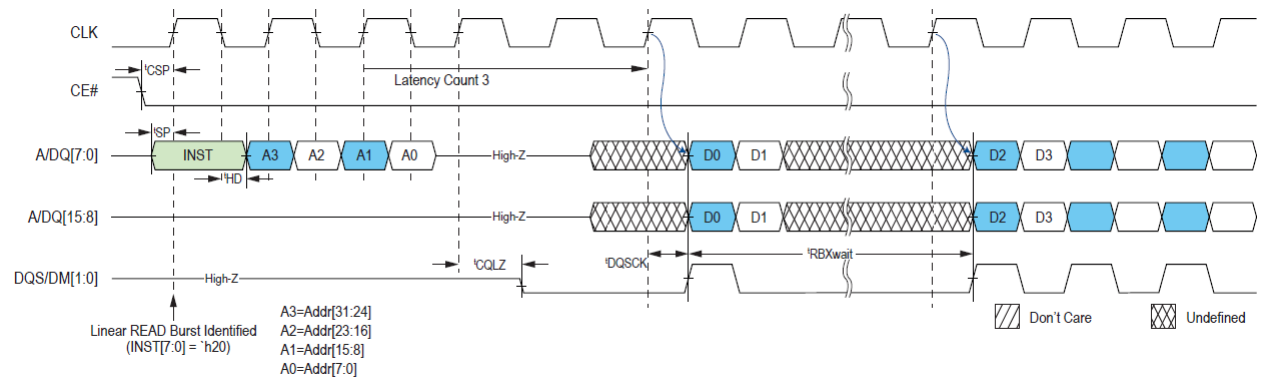 CLK
tCSP
Latency Count 3
CE#
tSP
A/DQ[7:0]
INST A3 A2 A1 A0 High-Z D0 D1 D2 D3
tHD
A/DQ[15:8]
High-Z D0 D1 D2 D3
tCQLZ tDQSCK tRBXwait
DQS/DM[1:0]
High-Z
Linear READ Burst Identified
(INST[7:0] = `h20)
A3=Addr[31:24]
A2=Addr[23:16]
A1=Addr[15:8]
A0=Addr[7:0]
Don't Care Undefined